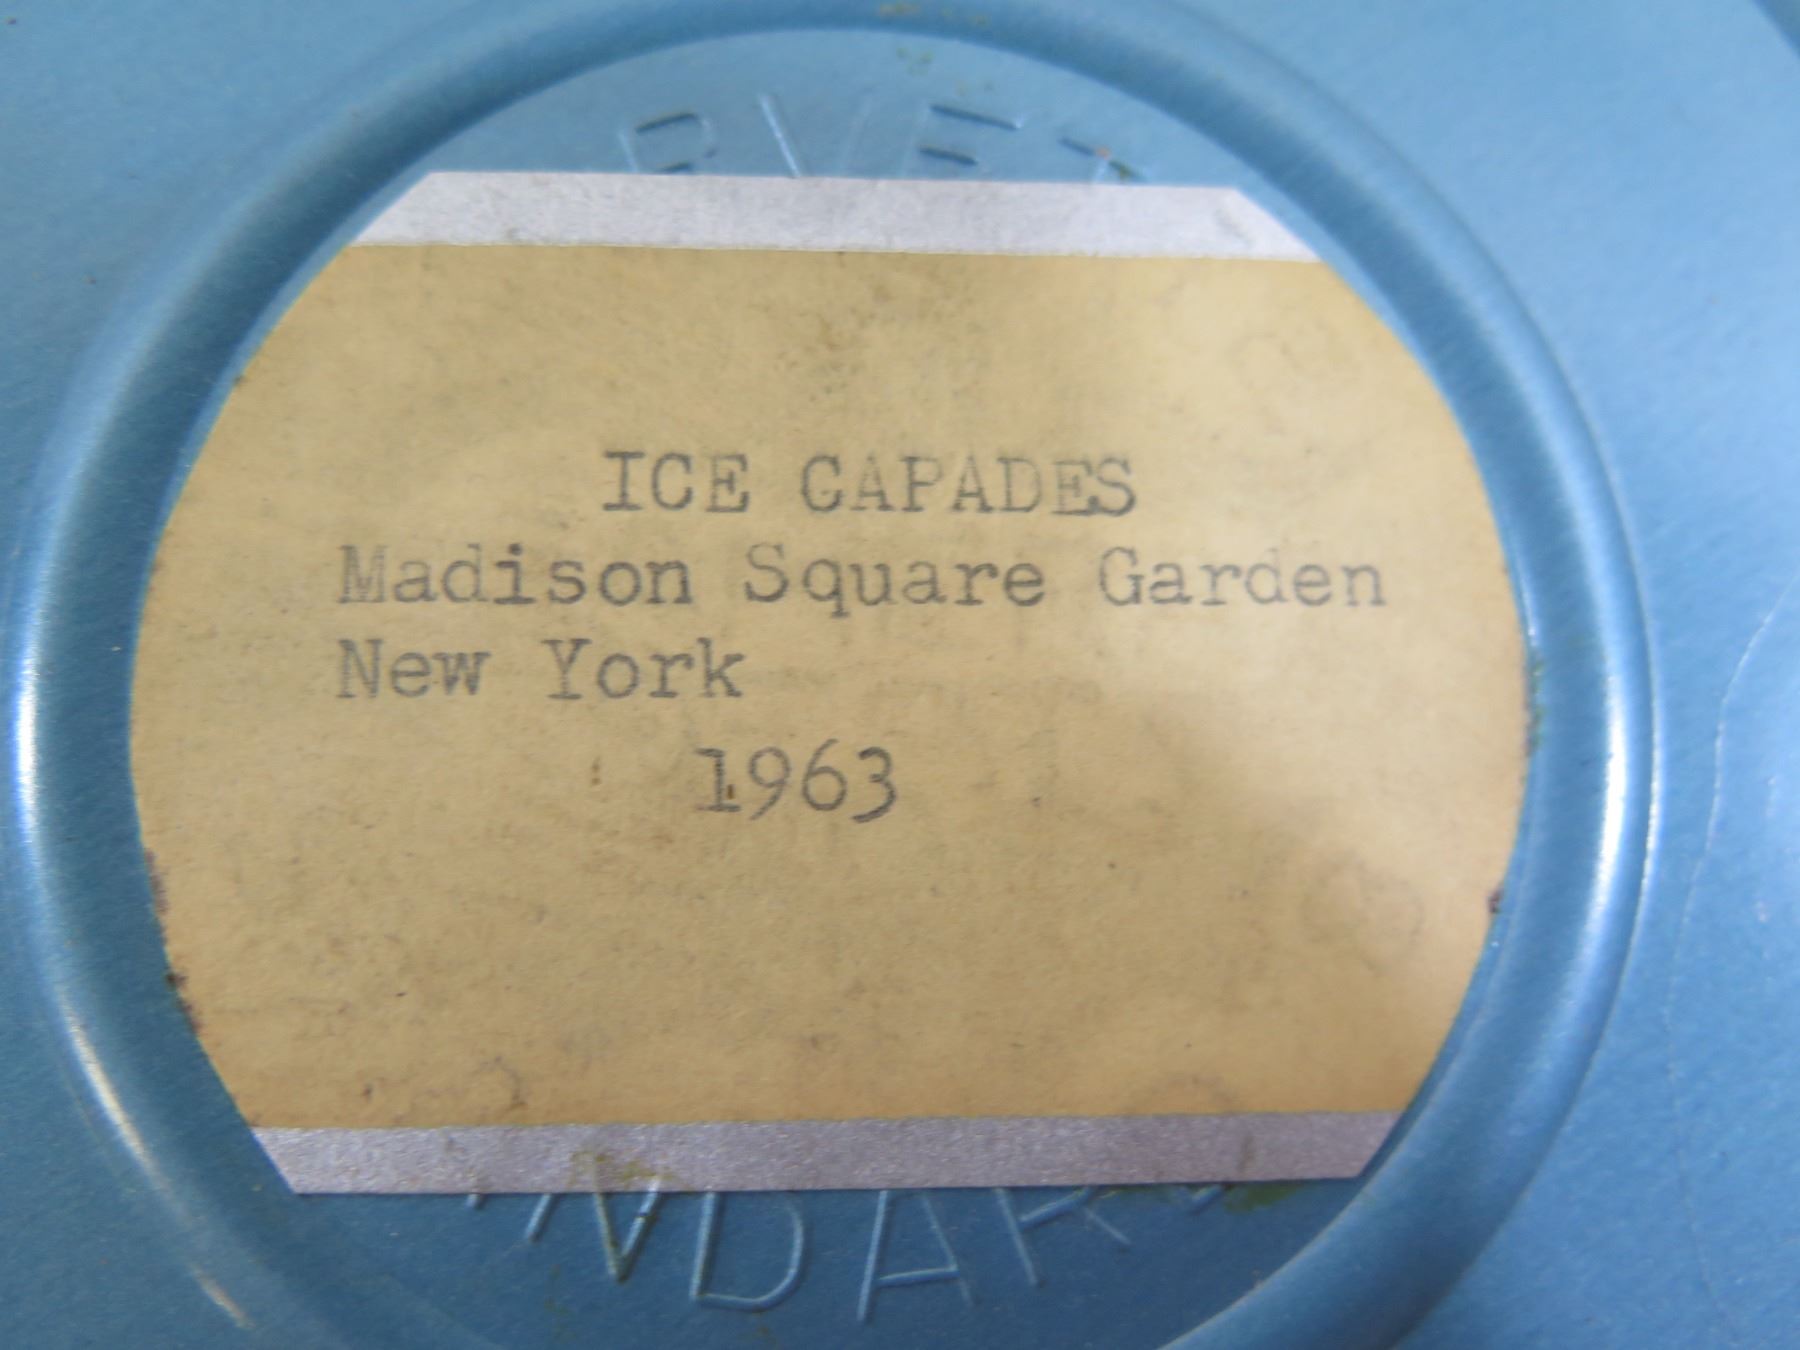 ICE CAPADES
Madison Square Garden
New York
1963